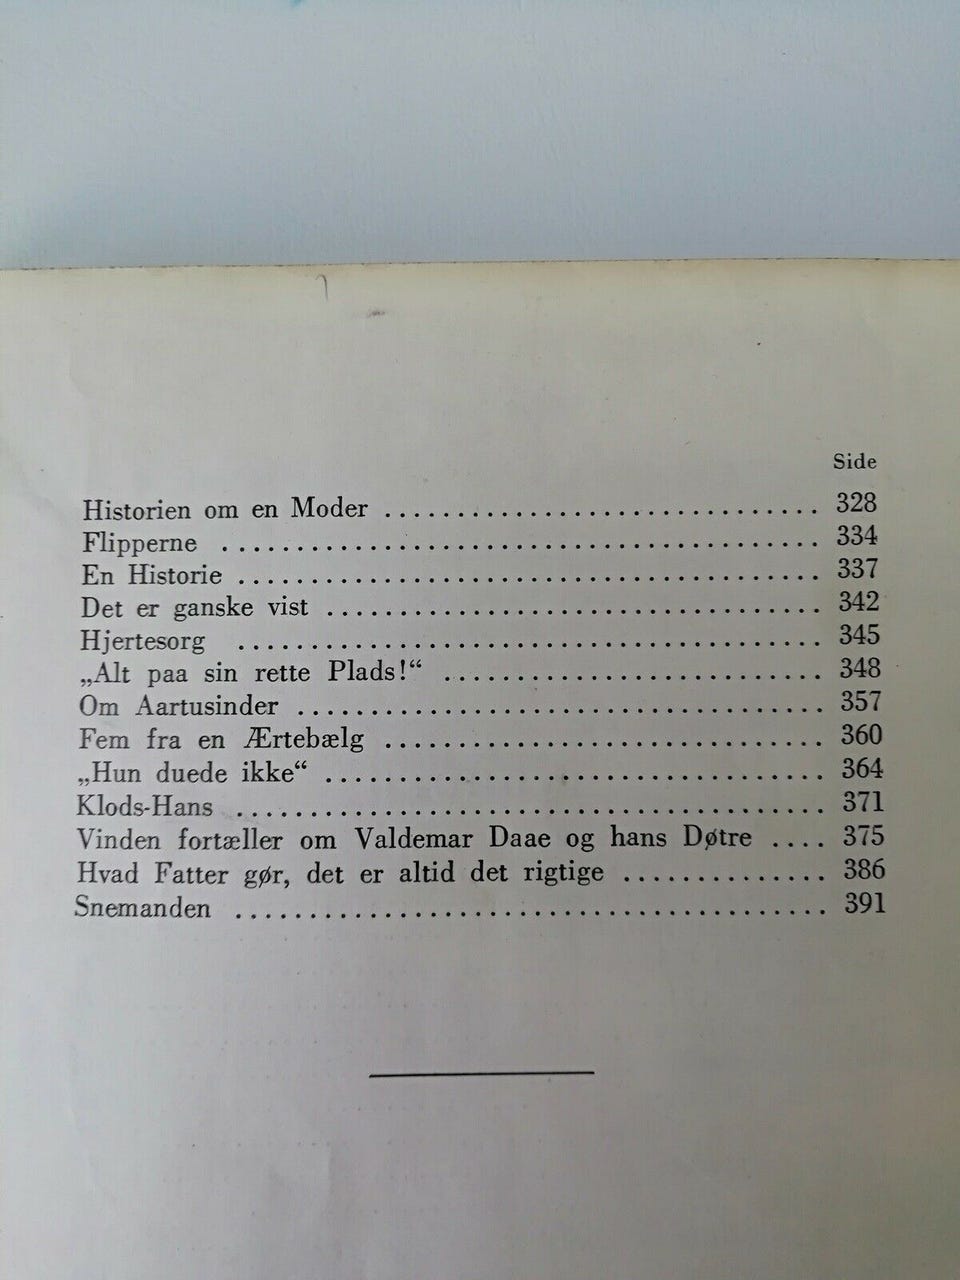 Side
Historien om en Moder ................................ 328
Flipperne ............................................ 334
En Historie .......................................... 337
Det er ganske vist ................................... 342
Hjertesorg ........................................... 345
„Alt paa sin rette Plads!“ ........................... 348
Om Aartusinder ....................................... 357
Fem fra en Ærtebælg .................................. 360
„Hun duede ikke“ ..................................... 364
Klods-Hans ........................................... 371
Vinden fortæller om Valdemar Daae og hans Døtre .... 375
Hvad Fatter gør, det er altid det rigtige .............. 386
Snemanden ............................................ 391